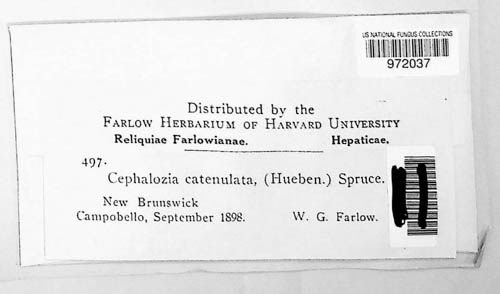 US NATIONAL FUNGUS COLLECTIONS
972037
Distributed by the
FARLOW HERBARIUM OF HARVARD UNIVERSITY
Reliquiae Farlowianae. Hepaticae.
497.
Cephalozia catenulata, (Hueben.) Spruce.
New Brunswick
Campobello, September 1898. W. G. Farlow.